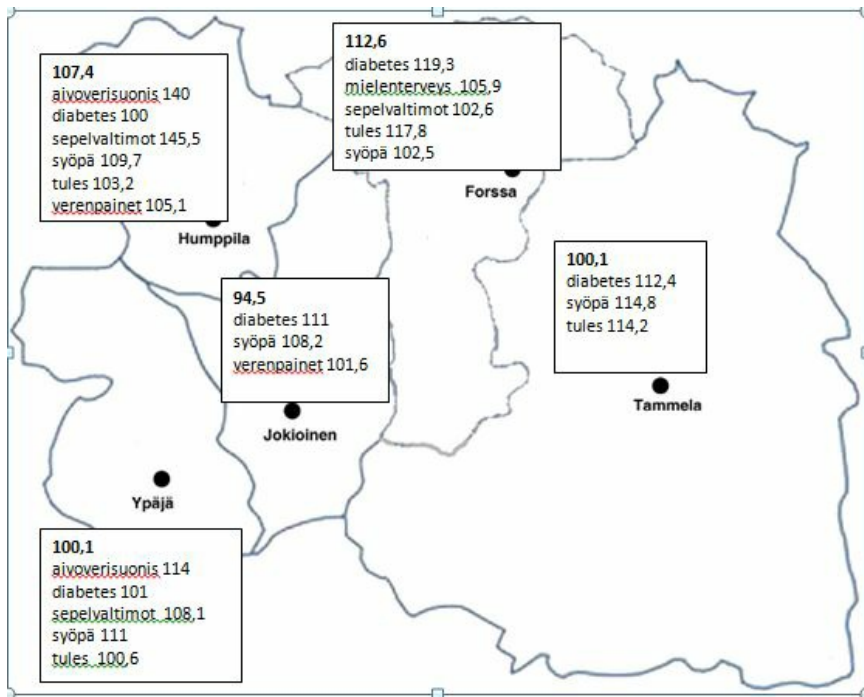 107,4
aivoverisuonis 140
diabetes 100
sepelvaltimot 145,5
syöpä 109,7
tules 103,2
verenpainet 105,1
Humppila
112,6
diabetes 119,3
mielenterveys 105,9
sepelvaltimot 102,6
tules 117,8
syöpä 102,5
Forssa
94,5
diabetes 111
syöpä 108,2
verenpainet 101,6
Jokioinen
100,1
diabetes 112,4
syöpä 114,8
tules 114,2
Tammela
Ypäjä
100,1
aivoverisuonis 114
diabetes 101
sepelvaltimot 108,1
syöpä 111
tules 100,6